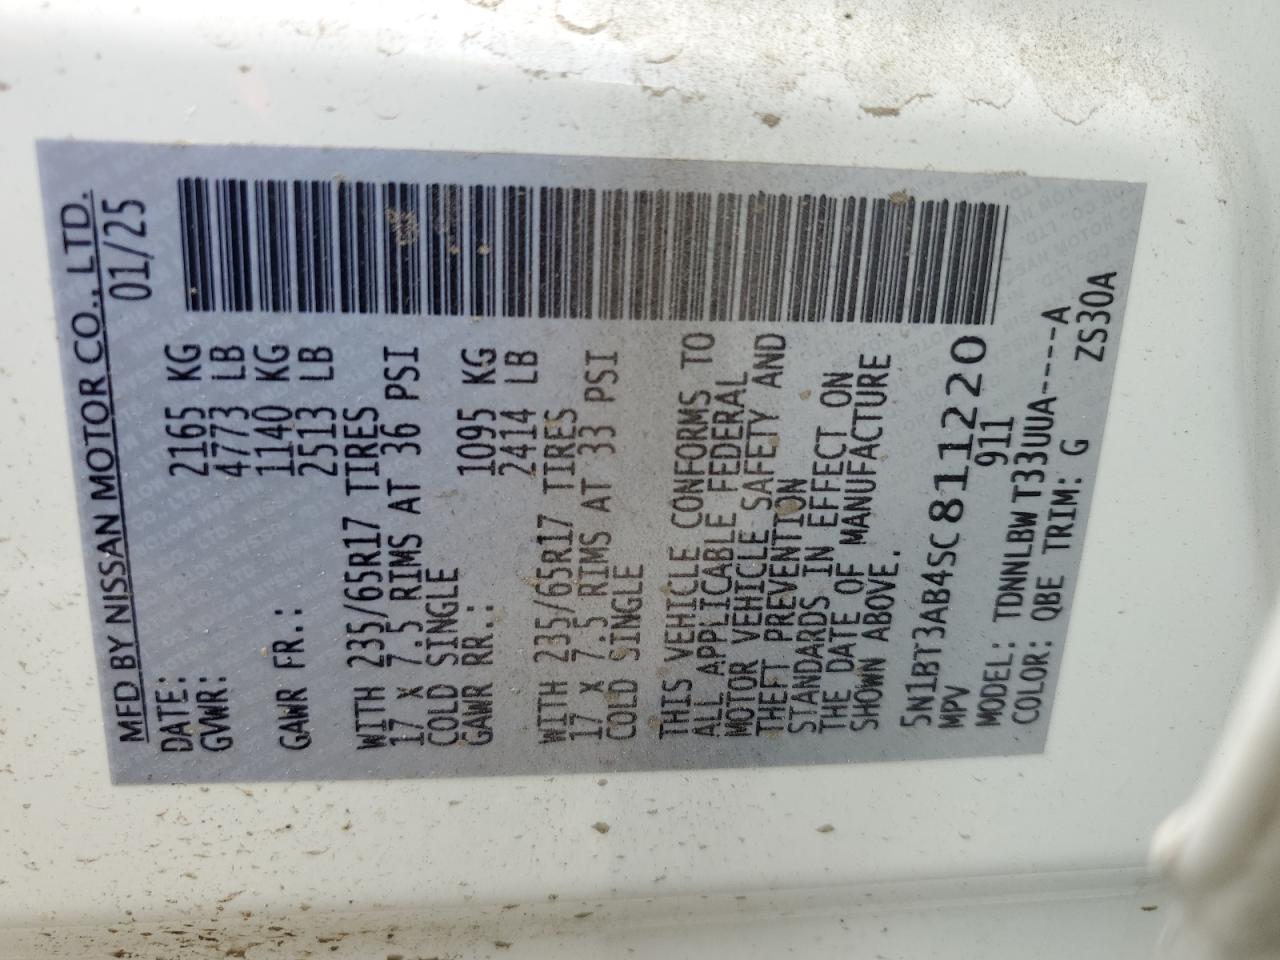 MFD BY NISSAN MOTOR CO., LTD.
DATE: 01/25
GVWR: 2165 KG
4773 LB
GAWR FR.: 1140 KG
2513 LB
WITH 235/65R17 TIRES
17 X 7.5 RIMS AT 36 PSI
COLD SINGLE
GAWR RR.: 1095 KG
2414 LB
WITH 235/65R17 TIRES
17 X 7.5 RIMS AT 33 PSI
COLD SINGLE
THIS VEHICLE CONFORMS TO
ALL APPLICABLE FEDERAL
MOTOR VEHICLE SAFETY AND
THEFT PREVENTION
STANDARDS IN EFFECT ON
THE DATE OF MANUFACTURE
SHOWN ABOVE.
5N1BT3AB4SC811220
MPV 911
MODEL: TDNNLBW T33UUA----A
COLOR: QBE TRIM: G ZS30A